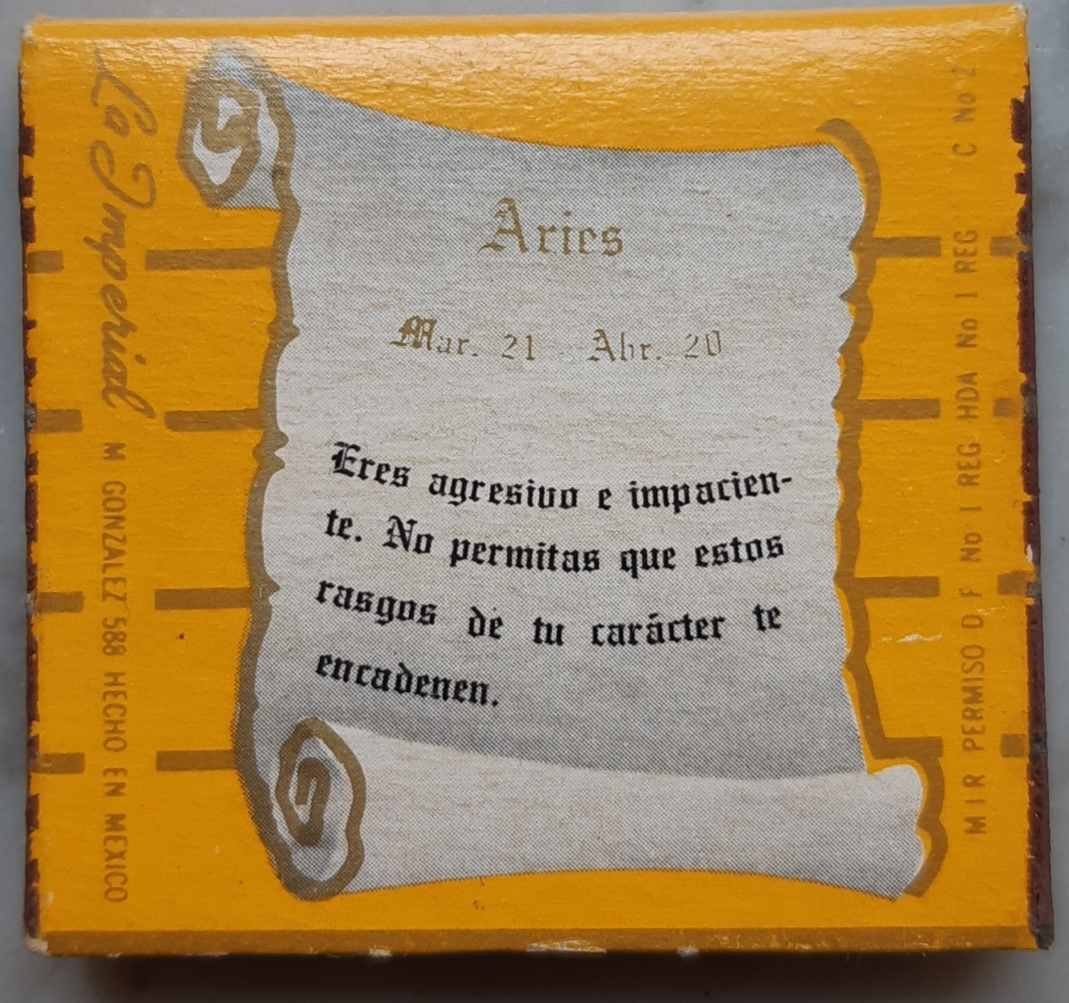 Aries
Mar. 21 Abr. 20
Eres agresivo e impacien-
te. No permitas que estos
rasgos de tu carácter te
encadenen.
La Imperial M GONZALEZ 588 HECHO EN MEXICO
M I R PERMISO D F No 1 REG HDA No 1 REG C No 2